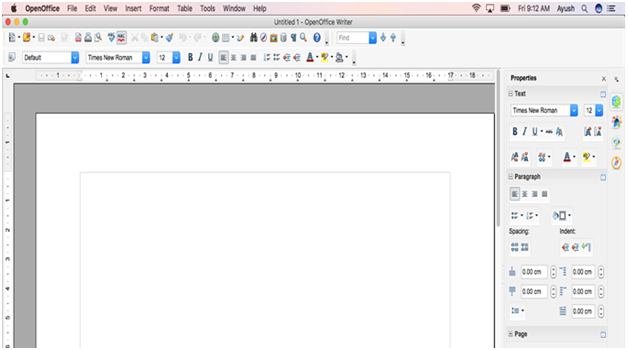 OpenOffice File Edit View Insert Format Table Tools Window Help Fri 9:12 AM Ayush
Untitled 1 - OpenOffice Writer
Find
Default Times New Roman 12 B I U A
1 1 2 3 4 5 6 7 8 9 10 11 12 13 14 15 16 17 18
Properties
Text
Times New Roman 12
B I U
A
Paragraph
Spacing: Indent:
0.00 cm 0.00 cm
0.00 cm 0.00 cm
0.00 cm
Page